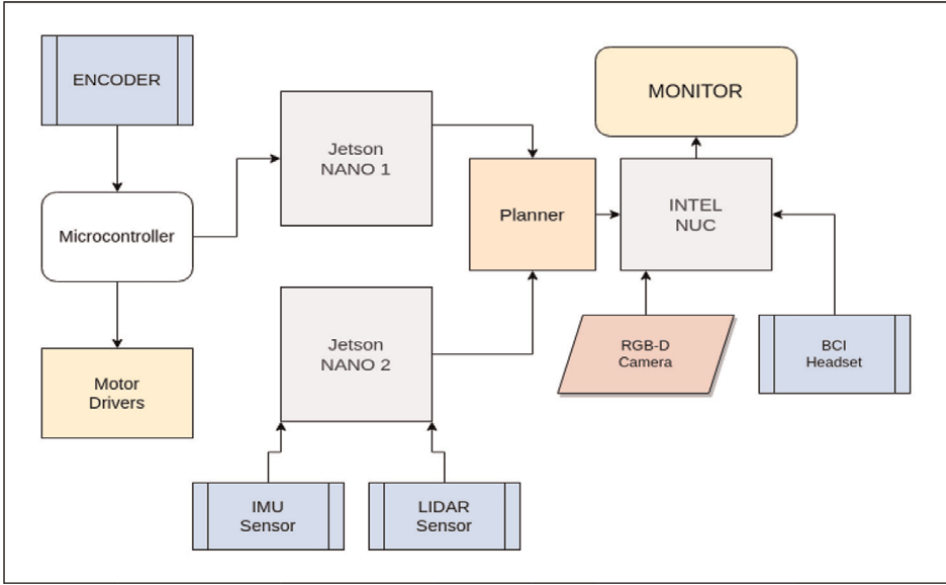 ENCODER
MONITOR
Jetson
NANO 1
Microcontroller
Planner
INTEL
NUC
Jetson
NANO 2
Motor
Drivers
RGB-D
Camera
BCI
Headset
IMU
Sensor
LIDAR
Sensor